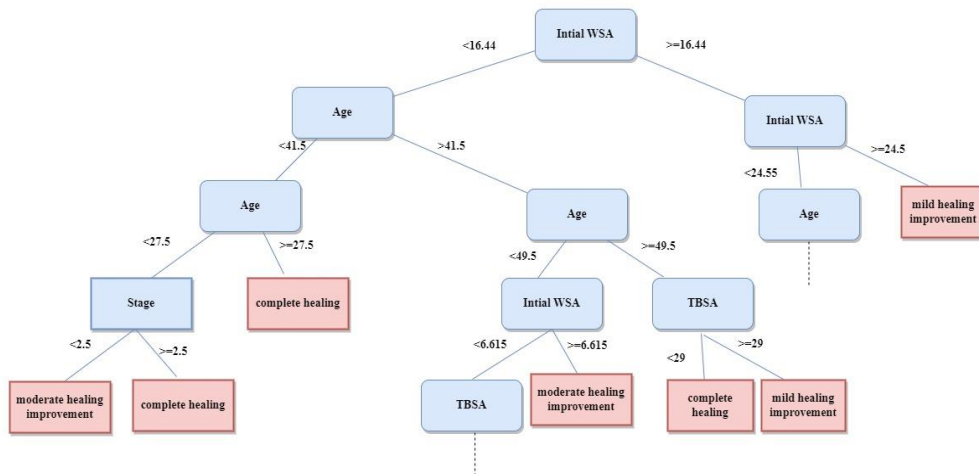 Intial WSA
<16.44
>=16.44
Age
Intial WSA
<41.5
>41.5
<24.55
>=24.5
Age
Age
Age
mild healing
improvement
<27.5
>=27.5
<49.5
>=49.5
Stage
complete healing
Intial WSA
TBSA
<2.5
>=2.5
<6.615
>=6.615
<29
>=29
moderate healing
improvement
complete healing
TBSA
moderate healing
improvement
complete
healing
mild healing
improvement